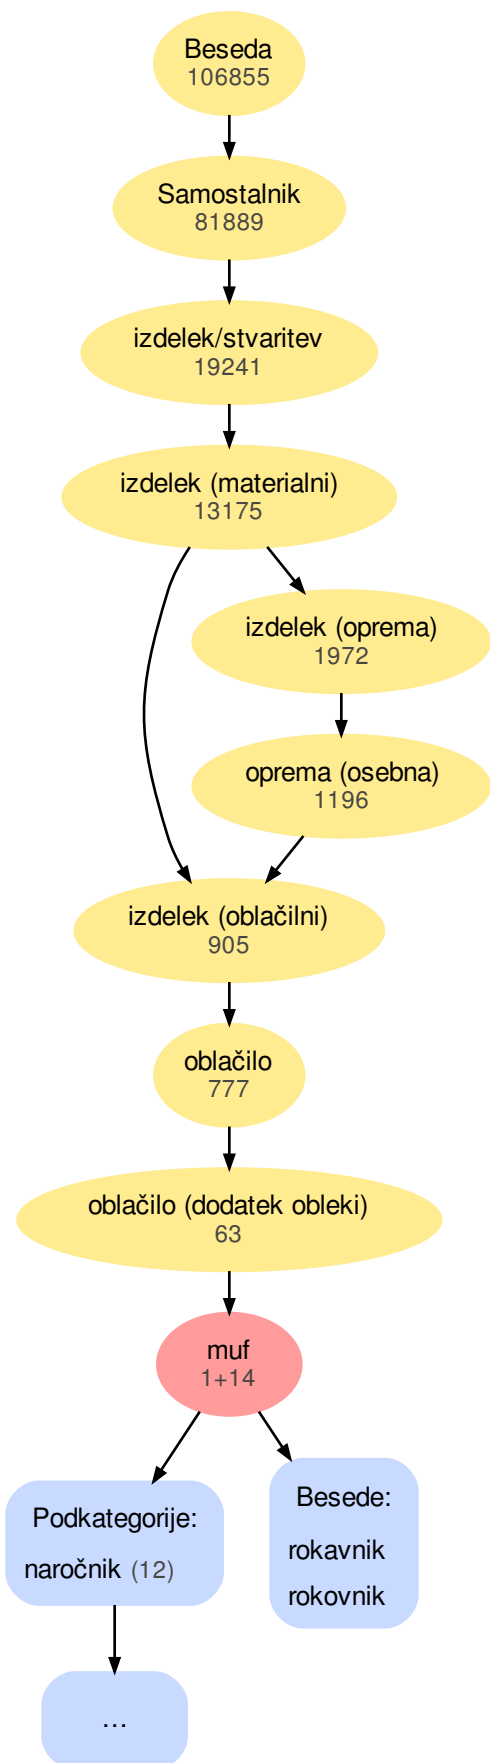 Beseda
106855
Samostalnik
81889
izdelek/stvaritev
19241
izdelek (materialni)
13175
izdelek (oprema)
1972
oprema (osebna)
1196
izdelek (oblačilni)
905
oblačilo
777
oblačilo (dodatek obleki)
63
muf
1+14
Podkategorije:
naročnik (12)
Besede:
rokavnik
rokovnik
...